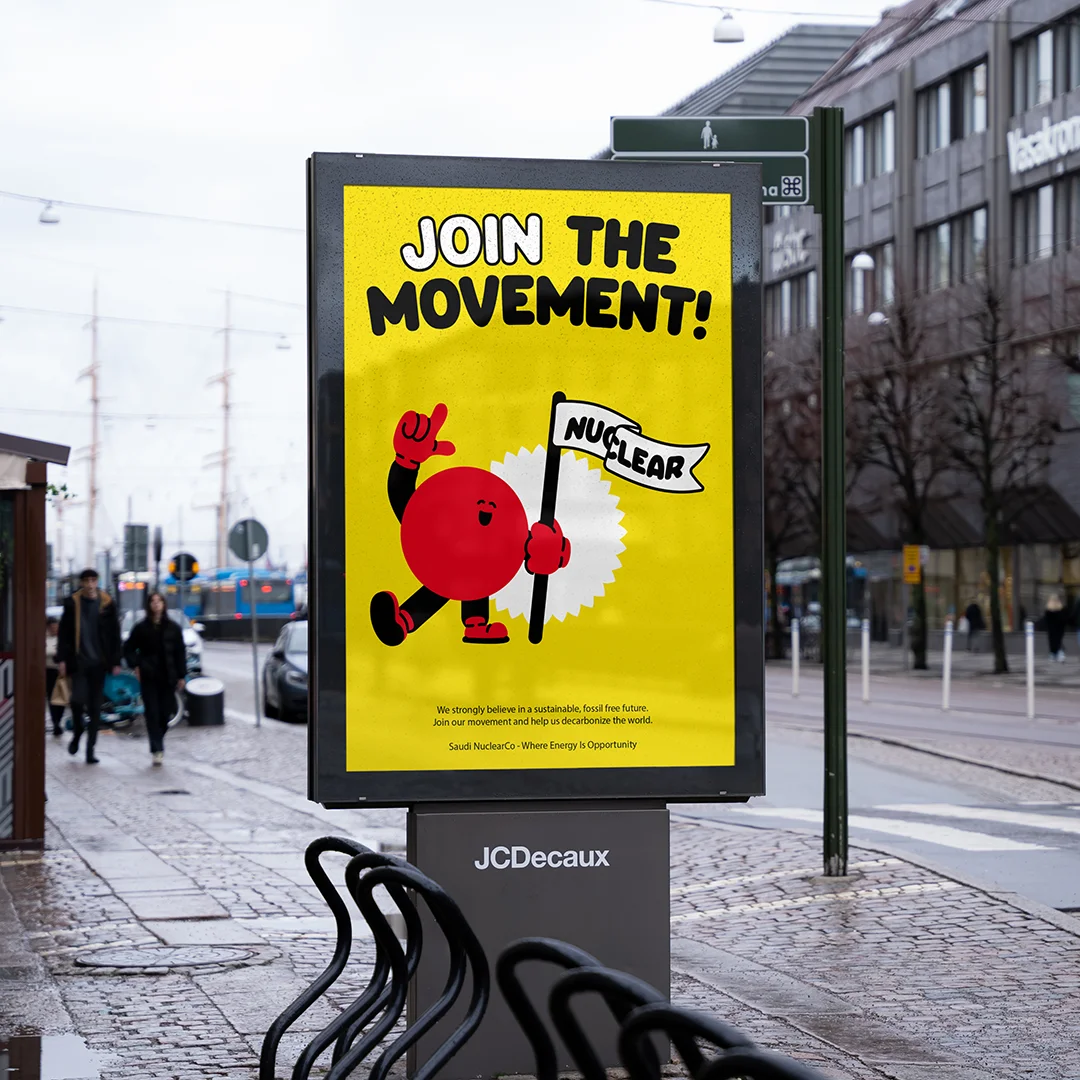 JOIN THE
MOVEMENT!
NUCLEAR
We strongly believe in a sustainable, fossil free future.
Join our movement and help us decarbonize the world.
Saudi NuclearCo - Where Energy Is Opportunity
JCDecaux